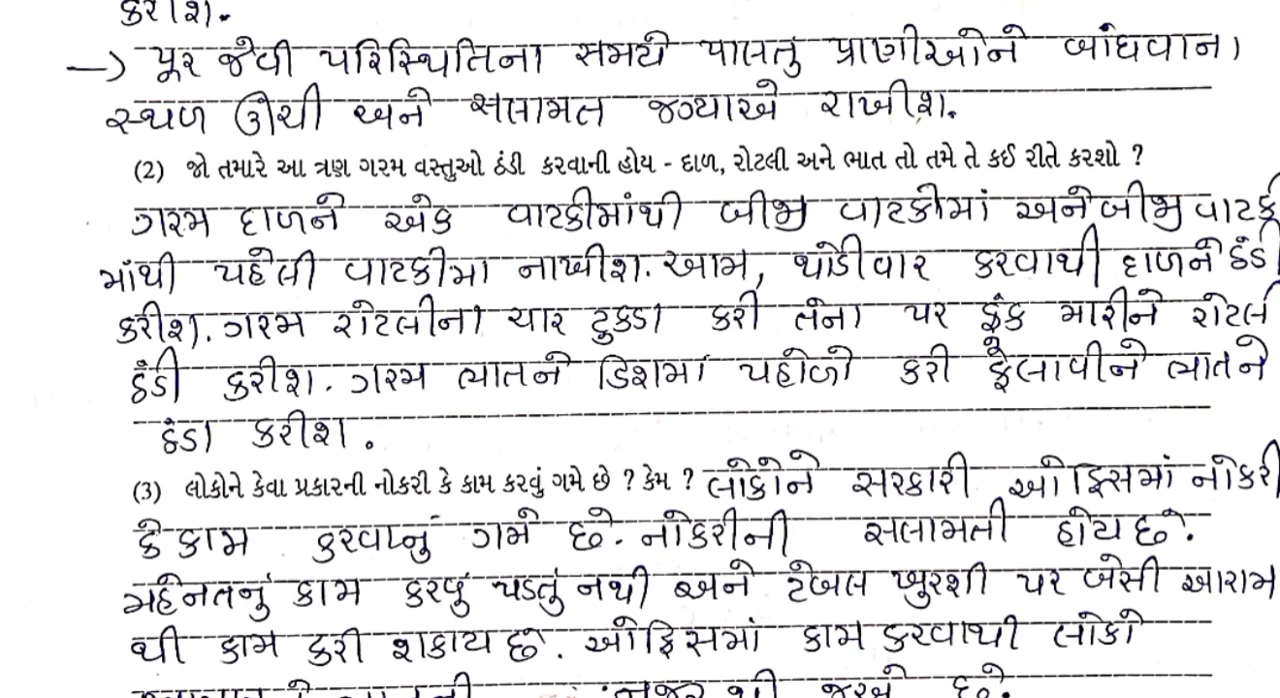 કરીશ.
→ પૂર જેવી પરિસ્થિતિના સમયે પાલતું પ્રાણીઓને બાંધવાના
સ્થળ ઊંચી અને સલામત જગ્યાએ રાખીશ.
(2) જો તમારે આ ત્રણ ગરમ વસ્તુઓ ઠંડી કરવાની હોય - દાળ, રોટલી અને ભાત તો તમે તે કઈ રીતે કરશો ?
ગરમ દાળને એક વાટકીમાંથી બીજી વાટકીમાં અને બીજી વાટકી
માંથી પહેલી વાટકીમા નાખીશ. આમ, થોડીવાર કરવાથી દાળને ઠંડી
કરીશ. ગરમ રોટલીના ચાર ટુકડા કરી તેના પર ફૂંક મારીને રોટલી
ઠંડી કરીશ. ગરમ ભાતને ડિશમાં પહોળો કરી ફેલાવીને ભાતને
ઠંડા કરીશ.
(3) લોકોને કેવા પ્રકારની નોકરી કે કામ કરવું ગમે છે ? કેમ ? લોકોને સરકારી ઓફિસમાં નોકરી
કે કામ કરવાનું ગમે છે. નોકરીની સલામતી હોય છે.
મહેનતનું કામ કરવું પડતું નથી અને ટેબલ ખુરશી પર બેસી આરામ
થી કામ કરી શકાય છે. ઓફિસમાં કામ કરવાથી લોકો